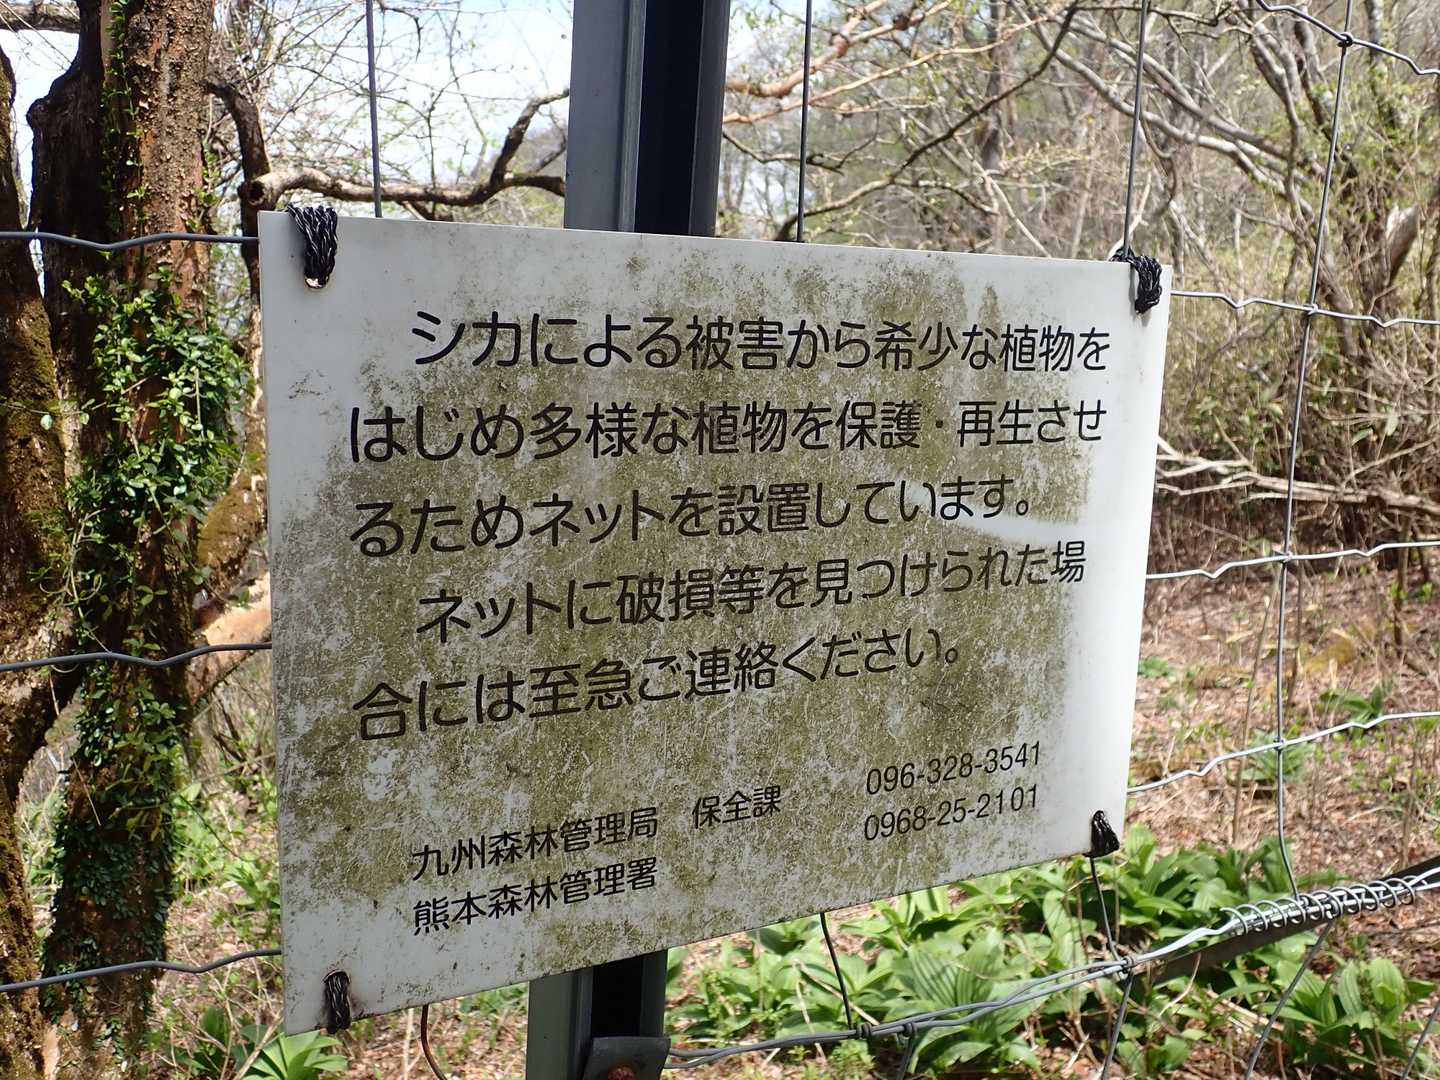 シカによる被害から希少な植物を
はじめ多様な植物を保護・再生させ
るためネットを設置しています。
ネットに破損等を見つけられた場
合には至急ご連絡ください。
九州森林管理局　保全課　096-328-3541
熊本森林管理署　0968-25-2101